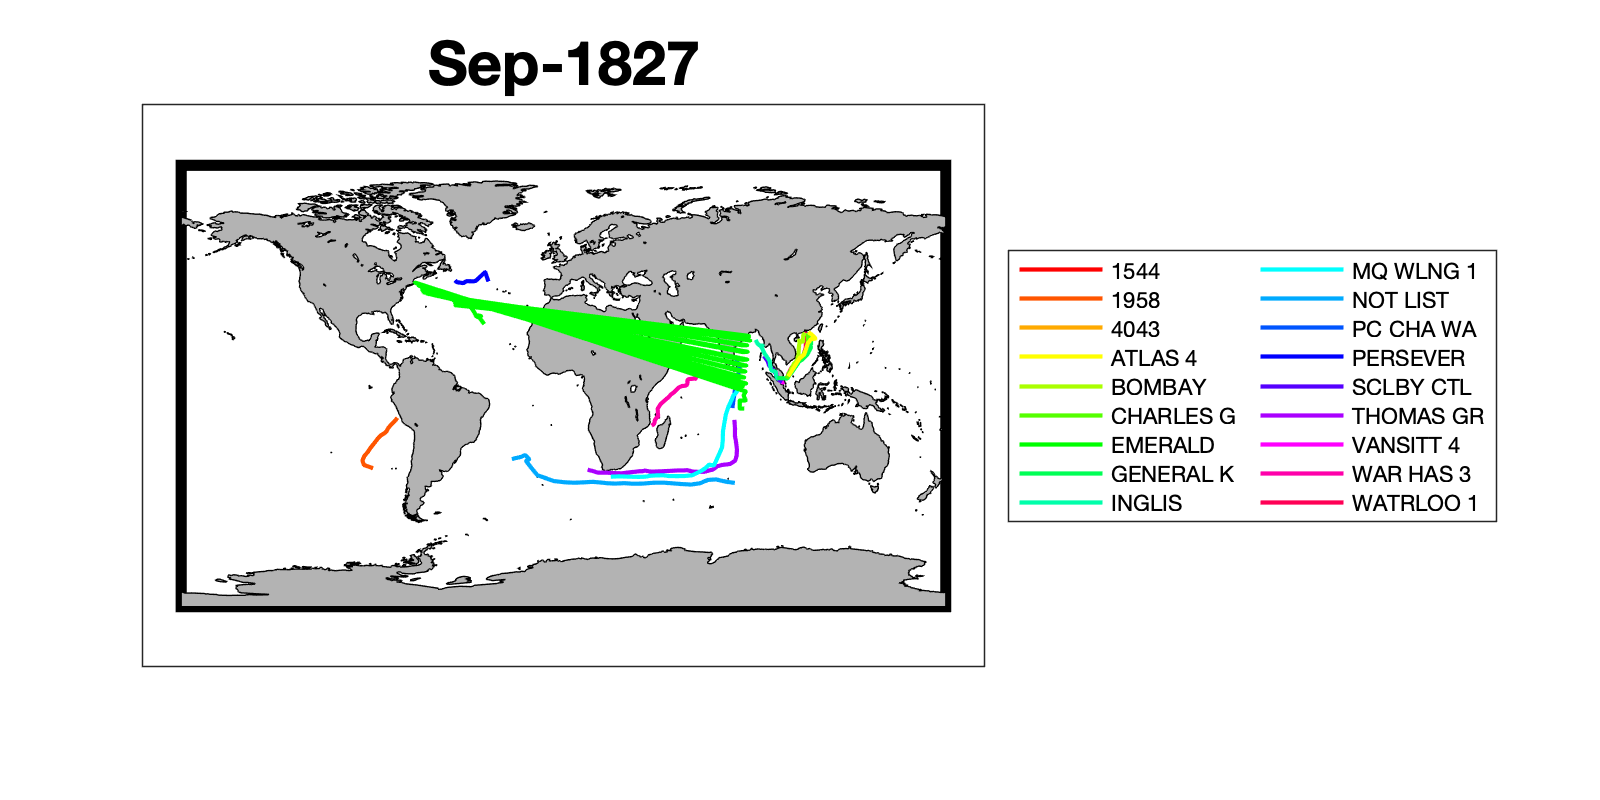 Sep-1827
1544
1958
4043
ATLAS 4
BOMBAY
CHARLES G
EMERALD
GENERAL K
INGLIS
MQ WLNG 1
NOT LIST
PC CHA WA
PERSEVER
SCLBY CTL
THOMAS GR
VANSITT 4
WAR HAS 3
WATRLOO 1